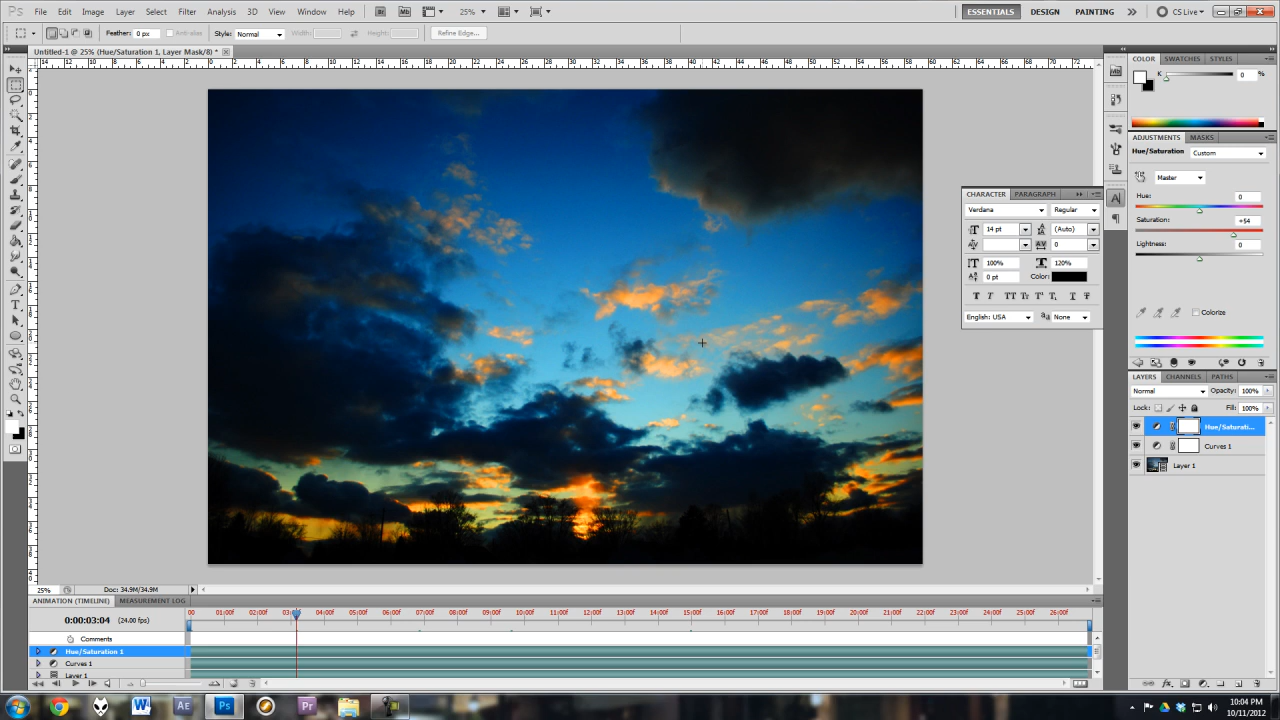 Ps File Edit Image Layer Select Filter Analysis 3D View Window Help Br Mb 25% ESSENTIALS DESIGN PAINTING CS Live
Feather: 0 px Anti-alias Style: Normal Width: Height: Refine Edge...
Untitled-1 @ 25% (Hue/Saturation 1, Layer Mask/8) *
COLOR SWATCHES STYLES
K 0 %
ADJUSTMENTS MASKS
Hue/Saturation Custom
Master
Hue: 0
Saturation: +54
Lightness: 0
Colorize
CHARACTER PARAGRAPH
Verdana Regular
14 pt (Auto)
0
100% 120%
0 pt Color:
T T TT Tr T' T, T T
English: USA aa None
LAYERS CHANNELS PATHS
Normal Opacity: 100%
Lock: Fill: 100%
Hue/Saturati...
Curves 1
Layer 1
25% Doc: 34.9M/34.9M
ANIMATION (TIMELINE) MEASUREMENT LOG
0:00:03:04 (24.00 fps)
00 01:00f 02:00f 03:00f 04:00f 05:00f 06:00f 07:00f 08:00f 09:00f 10:00f 11:00f 12:00f 13:00f 14:00f 15:00f 16:00f 17:00f 18:00f 19:00f 20:00f 21:00f 22:00f 23:00f 24:00f 25:00f 26:00f
Comments
Hue/Saturation 1
Curves 1
Layer 1
W Ae Ps Pr
10:04 PM
10/11/2012